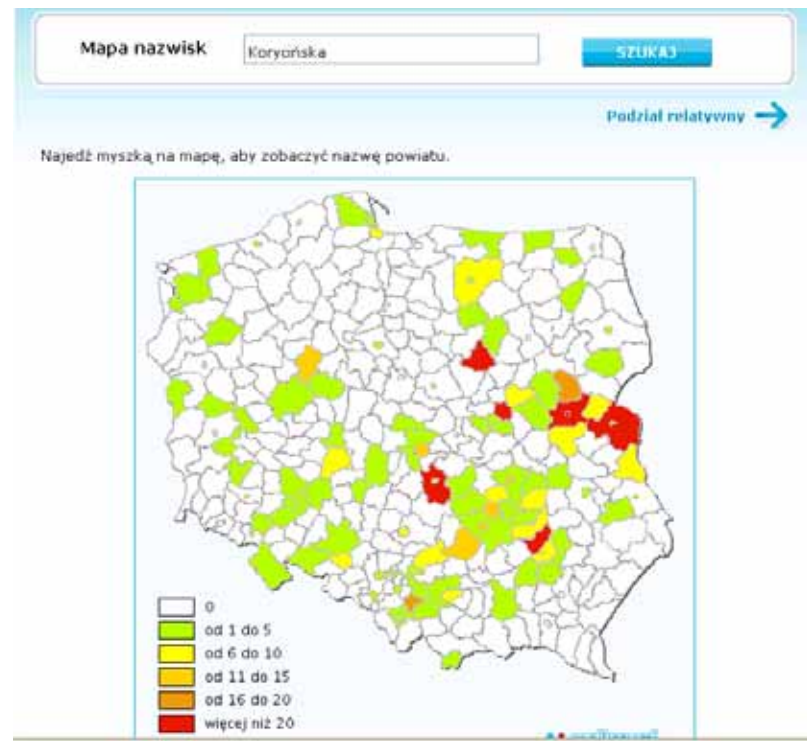 Mapa nazwisk
Korycińska
SZUKAJ
Podział relatywny
Najedź myszką na mapę, aby zobaczyć nazwę powiatu.
0
od 1 do 5
od 6 do 10
od 11 do 15
od 16 do 20
więcej niż 20